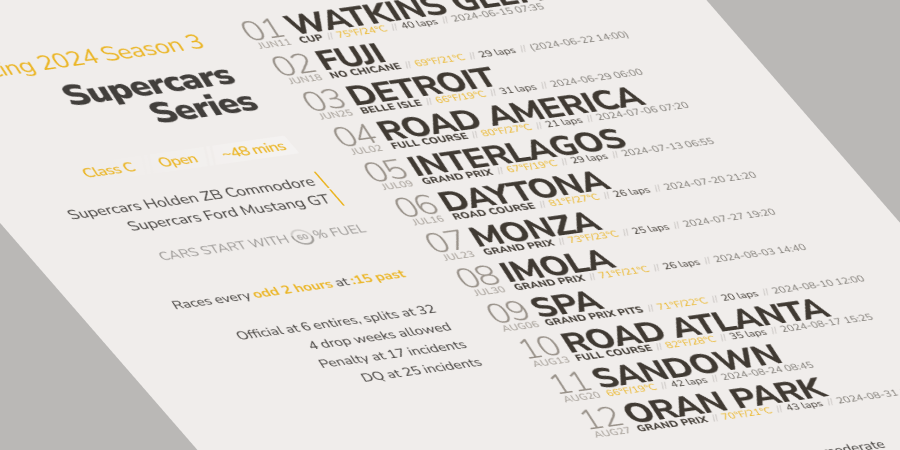 ing 2024 Season 3
Supercars
Series
Class C Open ~48 mins
Supercars Holden ZB Commodore
Supercars Ford Mustang GT
CARS START WITH 60 % FUEL
Races every odd 2 hours at :15 past
Official at 6 entires, splits at 32
4 drop weeks allowed
Penalty at 17 incidents
DQ at 25 incidents
01 WATKINS GLEN
JUN11 CUP // 75°F/24°C // 40 laps // 2024-06-15 07:35
02 FUJI
JUN18 NO CHICANE // 69°F/21°C // 29 laps // (2024-06-22 14:00)
03 DETROIT
JUN25 BELLE ISLE // 66°F/19°C // 31 laps // 2024-06-29 06:00
04 ROAD AMERICA
JUL02 FULL COURSE // 80°F/27°C // 21 laps // 2024-07-06 07:20
05 INTERLAGOS
JUL09 GRAND PRIX // 67°F/19°C // 29 laps // 2024-07-13 06:55
06 DAYTONA
JUL16 ROAD COURSE // 81°F/27°C // 26 laps // 2024-07-20 21:20
07 MONZA
JUL23 GRAND PRIX // 73°F/23°C // 25 laps // 2024-07-27 19:20
08 IMOLA
JUL30 GRAND PRIX // 71°F/21°C // 26 laps // 2024-08-03 14:40
09 SPA
AUG06 GRAND PRIX PITS // 71°F/22°C // 20 laps // 2024-08-10 12:00
10 ROAD ATLANTA
AUG13 FULL COURSE // 82°F/28°C // 35 laps // 2024-08-17 15:25
11 SANDOWN
AUG20 66°F/19°C // 42 laps // 2024-08-24 08:45
12 ORAN PARK
AUG27 GRAND PRIX // 70°F/21°C // 43 laps // 2024-08-31
moderate